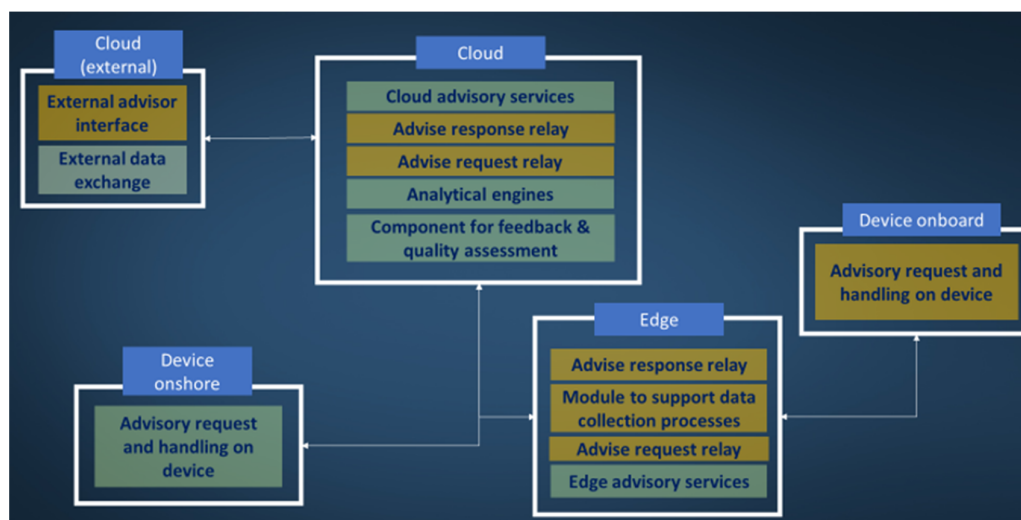 Cloud
(external)
External advisor
interface
External data
exchange
Cloud
Cloud advisory services
Advise response relay
Advise request relay
Analytical engines
Component for feedback &
quality assessment
Device onboard
Advisory request and
handling on device
Device
onshore
Advisory request
and handling on
device
Edge
Advise response relay
Module to support data
collection processes
Advise request relay
Edge advisory services